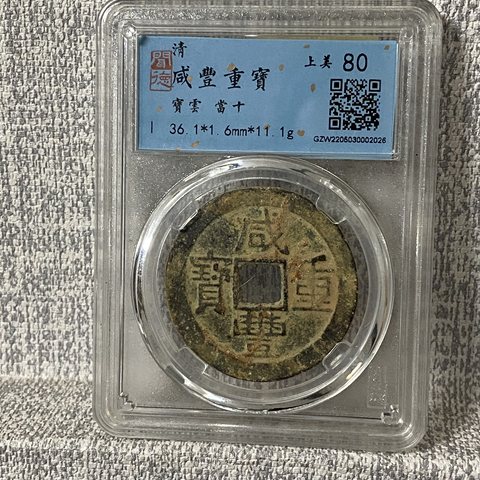 清
咸豐重寶
上美 80
寶雲 當十
36.1*1.6mm*11.1g
GZW2205030002026
咸
寶 重
豐